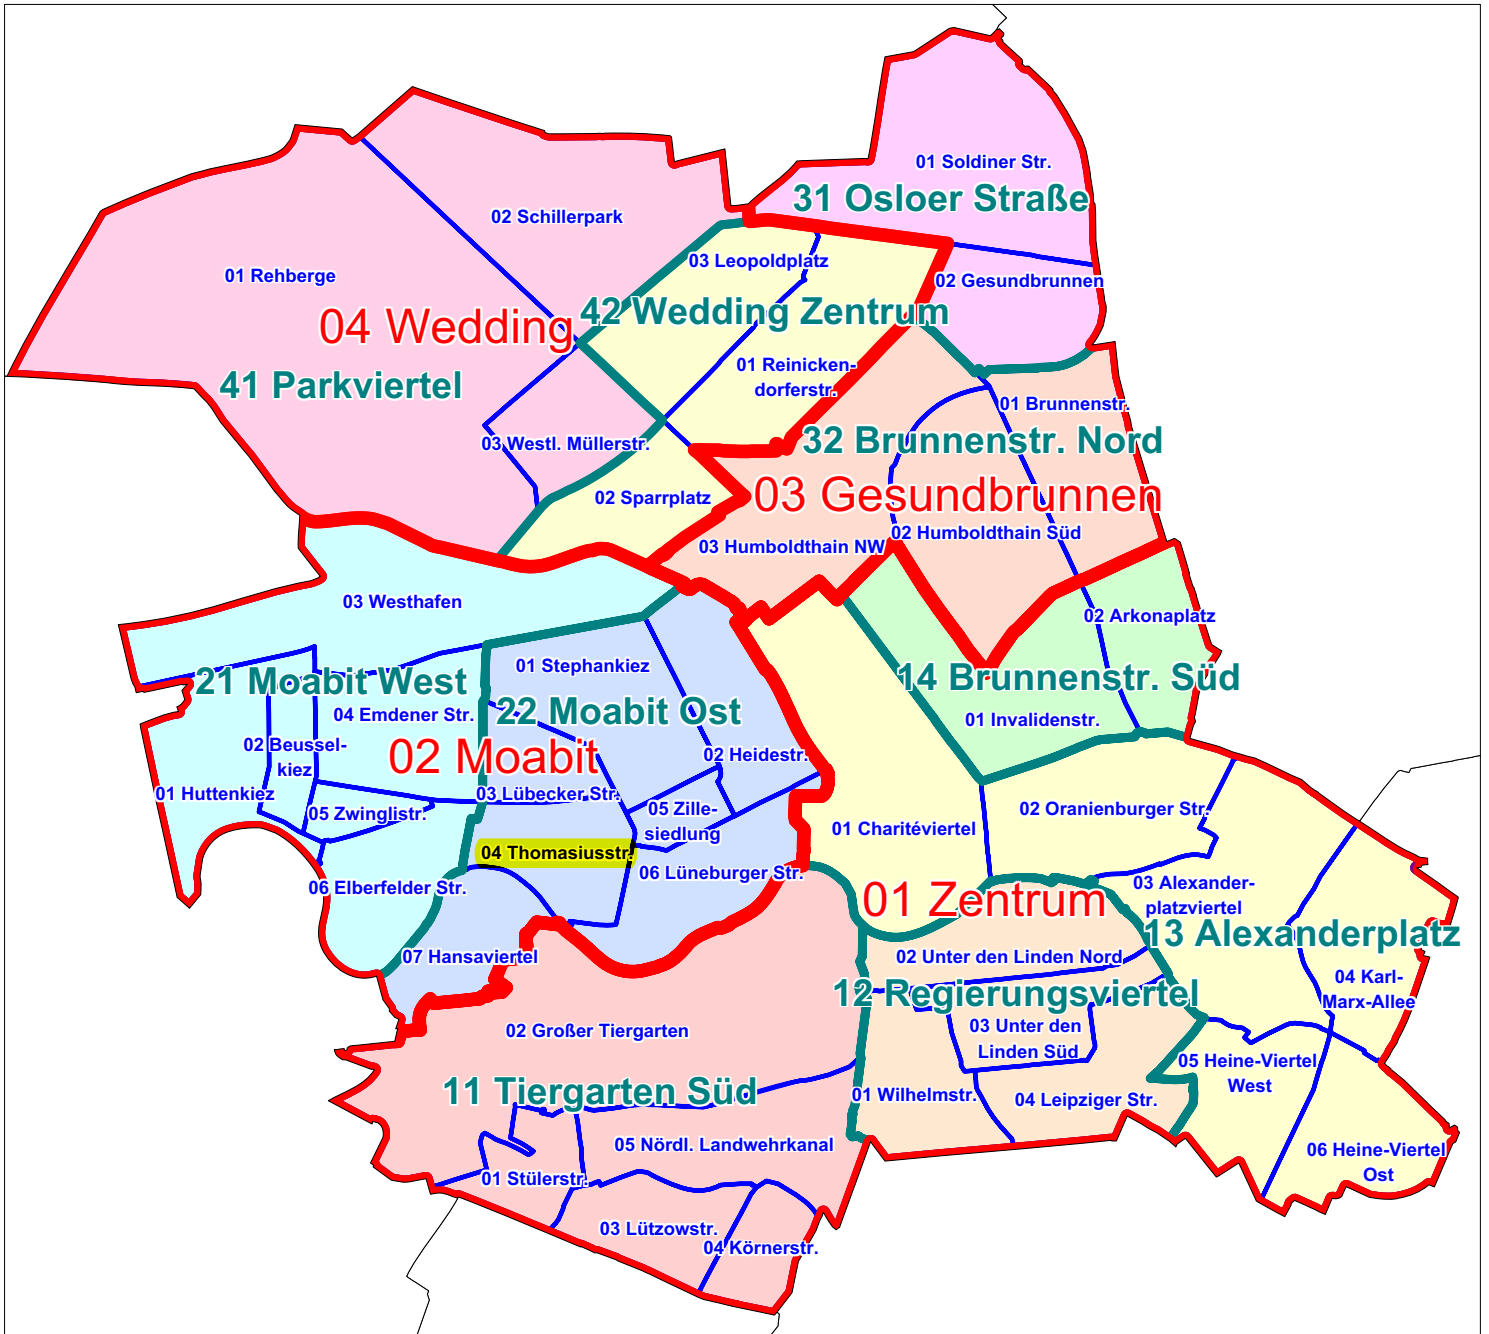 01 Soldiner Str.
31 Osloer Straße
02 Schillerpark
03 Leopoldplatz
01 Rehberge
02 Gesundbrunnen
04 Wedding
42 Wedding Zentrum
41 Parkviertel
01 Reinicken-
dorferstr.
01 Brunnenstr.
03 Westl. Müllerstr.
32 Brunnenstr. Nord
02 Sparrplatz
03 Gesundbrunnen
03 Humboldthain NW
02 Humboldthain Süd
03 Westhafen
02 Arkonaplatz
01 Stephankiez
21 Moabit West
14 Brunnenstr. Süd
04 Emdener Str.
22 Moabit Ost
01 Invalidenstr.
02 Beussel-
kiez
02 Moabit
02 Heidestr.
01 Huttenkiez
03 Lübecker Str.
05 Zwinglistr.
05 Zille-
siedlung
02 Oranienburger Str.
01 Charitéviertel
04 Thomasiusstr.
06 Lüneburger Str.
06 Elberfelder Str.
01 Zentrum
03 Alexander-
platzviertel
13 Alexanderplatz
07 Hansaviertel
02 Unter den Linden Nord
04 Karl-
Marx-Allee
12 Regierungsviertel
02 Großer Tiergarten
03 Unter den
Linden Süd
05 Heine-Viertel
West
11 Tiergarten Süd
01 Wilhelmstr.
04 Leipziger Str.
05 Nördl. Landwehrkanal
06 Heine-Viertel
Ost
01 Stülerstr.
03 Lützowstr.
04 Körnerstr.